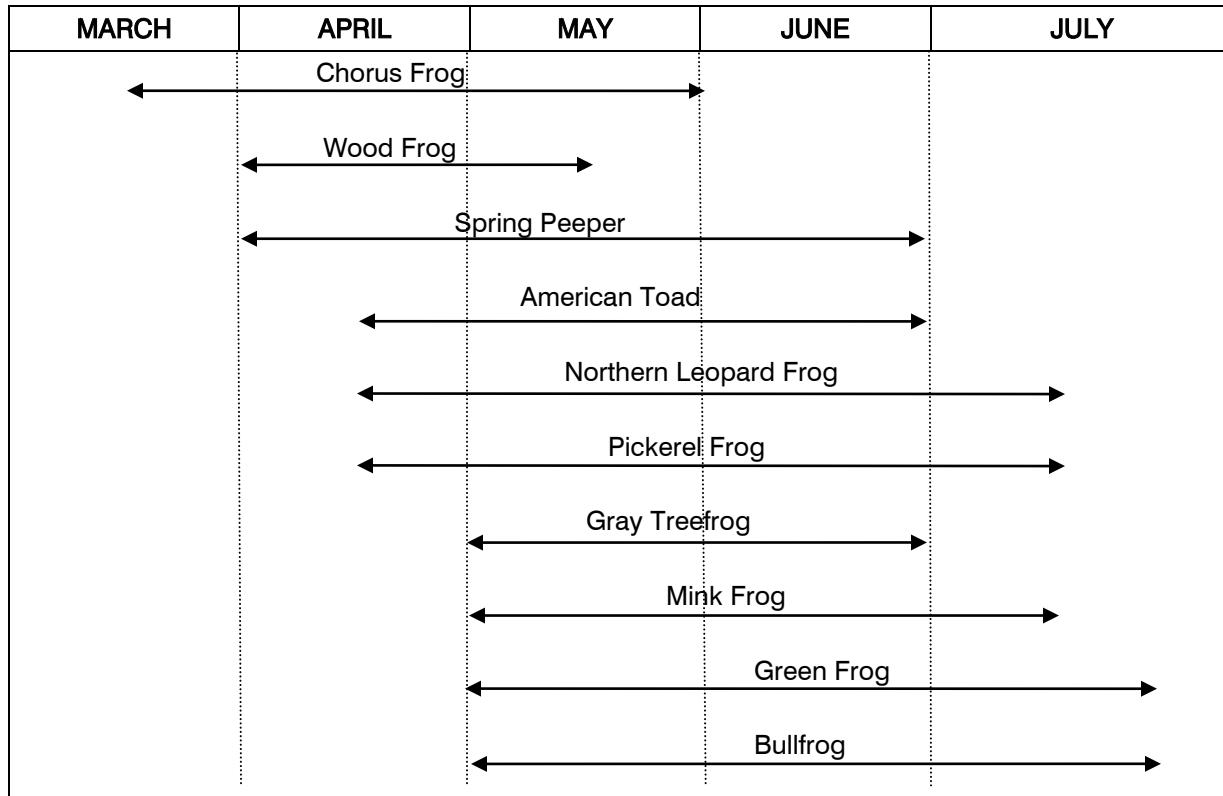 MARCH APRIL MAY JUNE JULY
Chorus Frog
Wood Frog
Spring Peeper
American Toad
Northern Leopard Frog
Pickerel Frog
Gray Treefrog
Mink Frog
Green Frog
Bullfrog